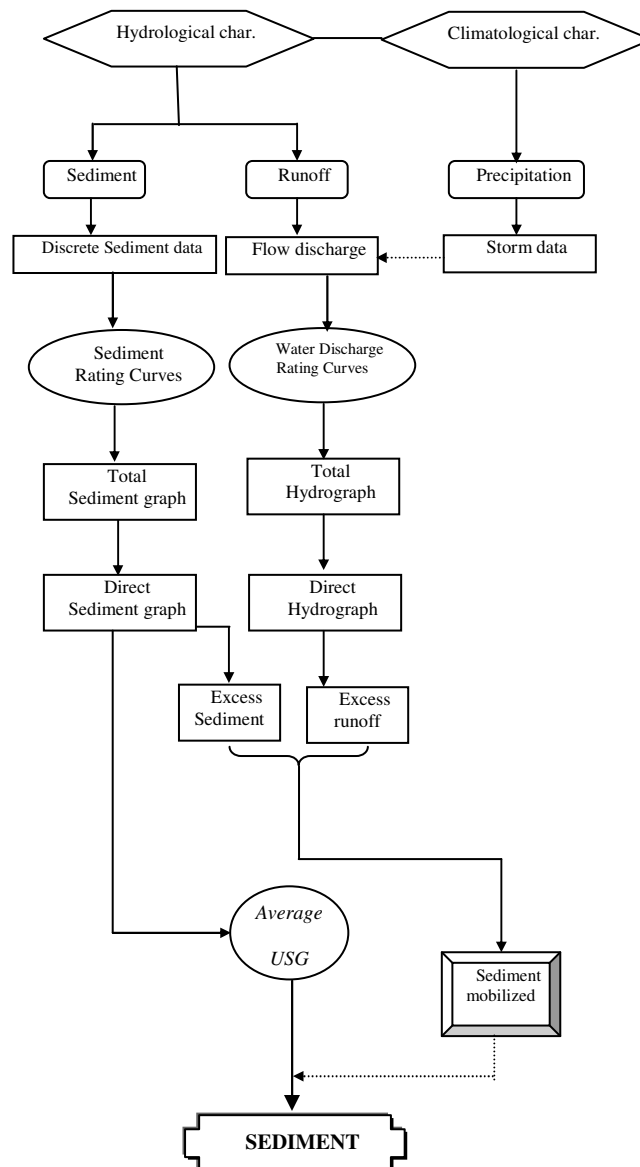 Hydrological char.
Climatological char.
Sediment
Runoff
Precipitation
Discrete Sediment data
Flow discharge
Storm data
Sediment
Rating Curves
Water Discharge
Rating Curves
Total
Sediment graph
Total
Hydrograph
Direct
Sediment graph
Direct
Hydrograph
Excess
Sediment
Excess
runoff
Average
USG
Sediment
mobilized
SEDIMENT